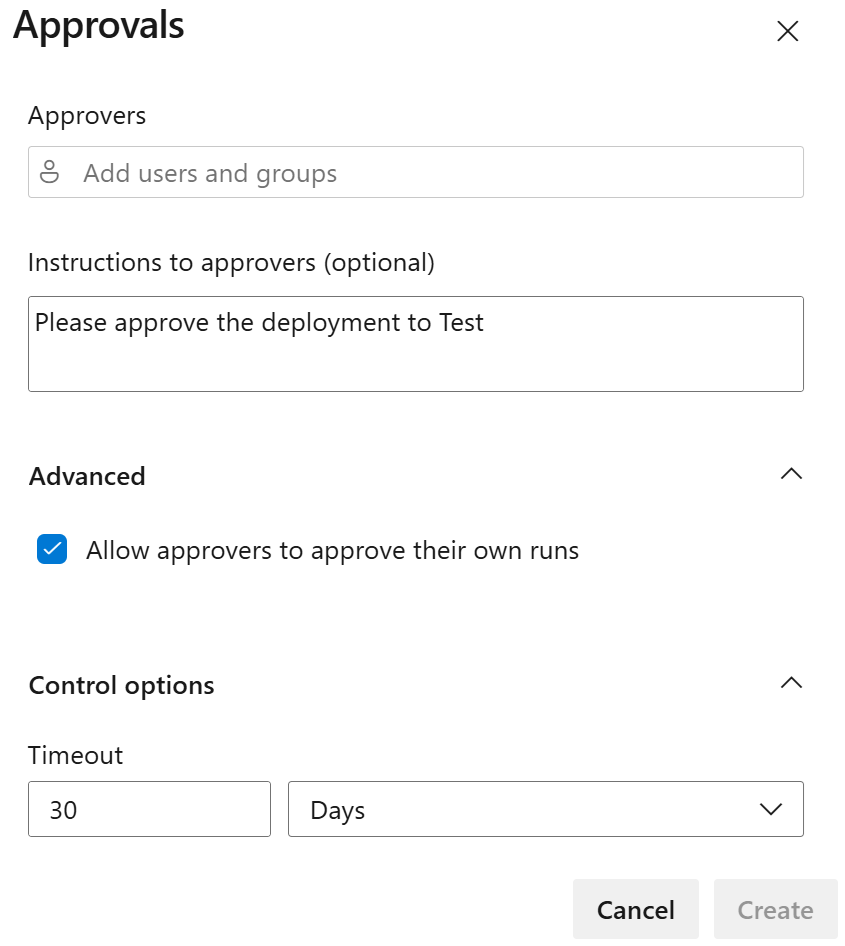 Approvals
Approvers
Add users and groups
Instructions to approvers (optional)
Please approve the deployment to Test
Advanced
Allow approvers to approve their own runs
Control options
Timeout
30
Days
Cancel
Create